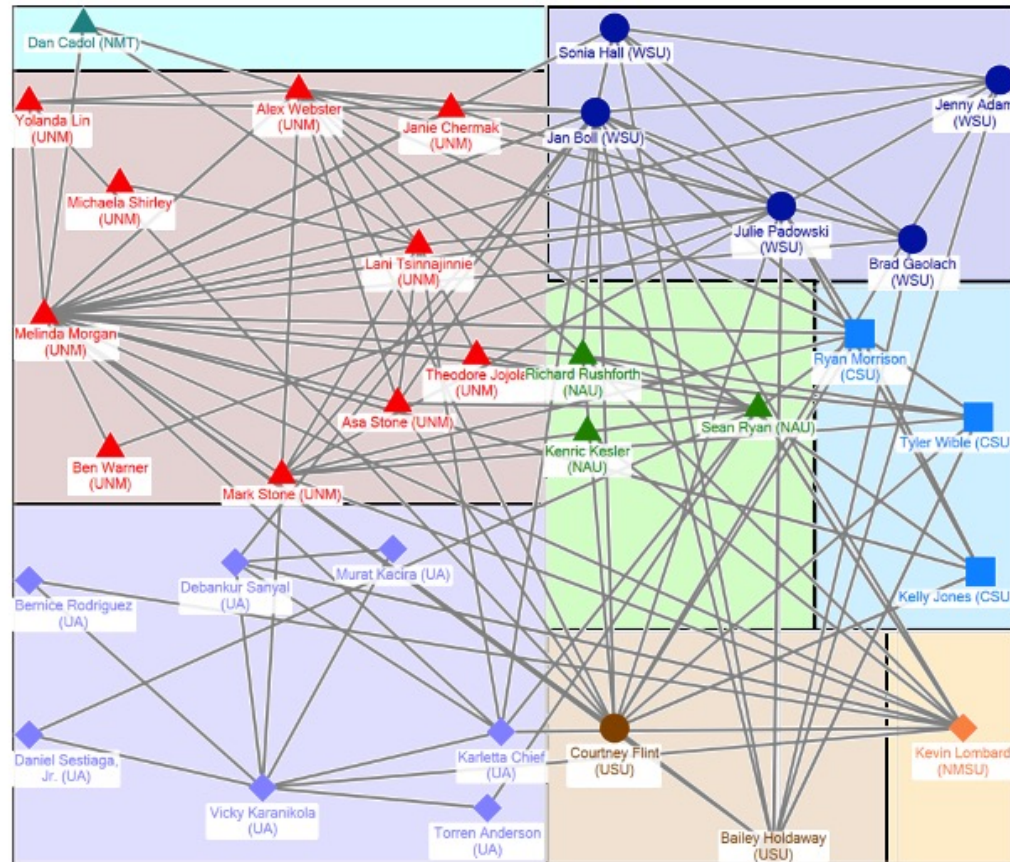 Dan Cadol (NMT)
Sonia Hall (WSU)
Jenny Adam
(WSU)
Yolanda Lin
(UNM)
Alex Webster
(UNM)
Janie Chermak
(UNM)
Jan Boll (WSU)
Michaela Shirley
(UNM)
Julie Padowski
(WSU)
Lani Tsinnajinnie
(UNM)
Brad Gaolach
(WSU)
Melinda Morgan
(UNM)
Theodore Jojola
(UNM)
Richard Rushforth
(NAU)
Ryan Morrison
(CSU)
Asa Stone (UNM)
Sean Ryan (NAU)
Tyler Wible (CSU
Kenric Kesler
(NAU)
Ben Warner
(UNM)
Mark Stone (UNM)
Murat Kacira (UA)
Debankur Sanyal
(UA)
Bernice Rodriguez
(UA)
Kelly Jones (CSU
Daniel Sestiaga,
Jr. (UA)
Karletta Chief
(UA)
Courtney Flint
(USU)
Kevin Lombard
(NMSU)
Vicky Karanikola
(UA)
Torren Anderson
(UA)
Bailey Holdaway
(USU)